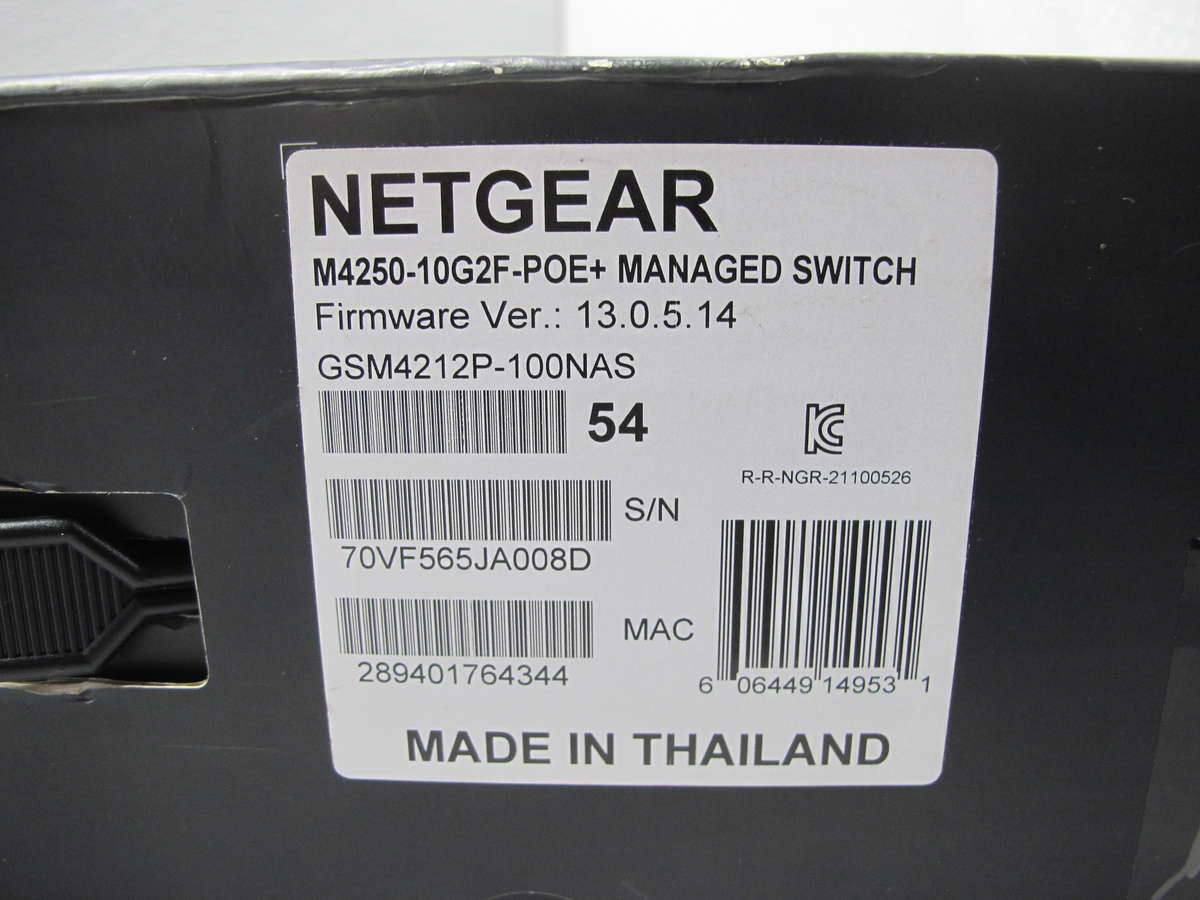 NETGEAR
M4250-10G2F-POE+ MANAGED SWITCH
Firmware Ver.: 13.0.5.14
GSM4212P-100NAS
54
KC
R-R-NGR-21100526
S/N
70VF565JA008D
MAC
289401764344
6 06449 14953 1
MADE IN THAILAND